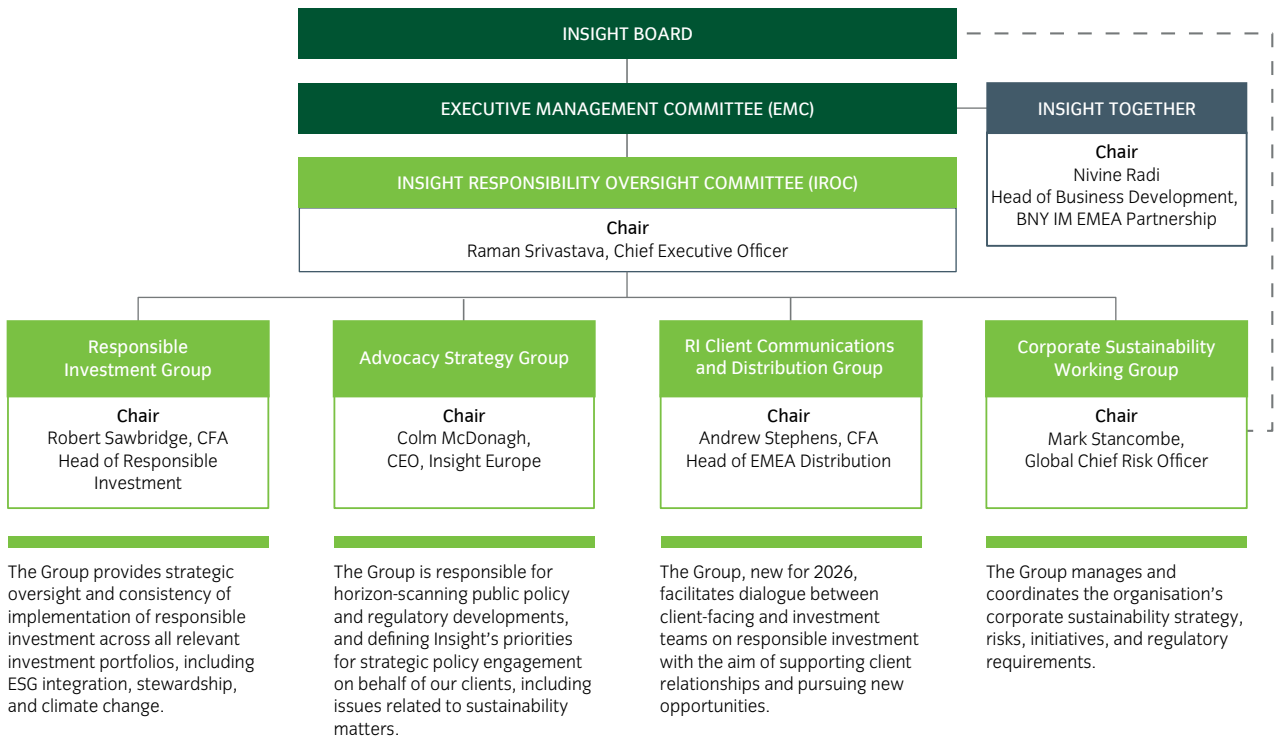 INSIGHT BOARD
EXECUTIVE MANAGEMENT COMMITTEE (EMC)
INSIGHT TOGETHER
Chair
Nivine Radi
Head of Business Development,
BNY IM EMEA Partnership
INSIGHT RESPONSIBILITY OVERSIGHT COMMITTEE (IROC)
Chair
Raman Srivastava, Chief Executive Officer
Responsible
Investment Group
Chair
Robert Sawbridge, CFA
Head of Responsible
Investment
The Group provides strategic
oversight and consistency of
implementation of responsible
investment across all relevant
investment portfolios, including
ESG integration, stewardship,
and climate change.
Advocacy Strategy Group
Chair
Colm McDonagh,
CEO, Insight Europe
The Group is responsible for
horizon-scanning public policy
and regulatory developments,
and defining Insight's priorities
for strategic policy engagement
on behalf of our clients, including
issues related to sustainability
matters.
RI Client Communications
and Distribution Group
Chair
Andrew Stephens, CFA
Head of EMEA Distribution
The Group, new for 2026,
facilitates dialogue between
client-facing and investment
teams on responsible investment
with the aim of supporting client
relationships and pursuing new
opportunities.
Corporate Sustainability
Working Group
Chair
Mark Stancombe,
Global Chief Risk Officer
The Group manages and
coordinates the organisation's
corporate sustainability strategy,
risks, initiatives, and regulatory
requirements.